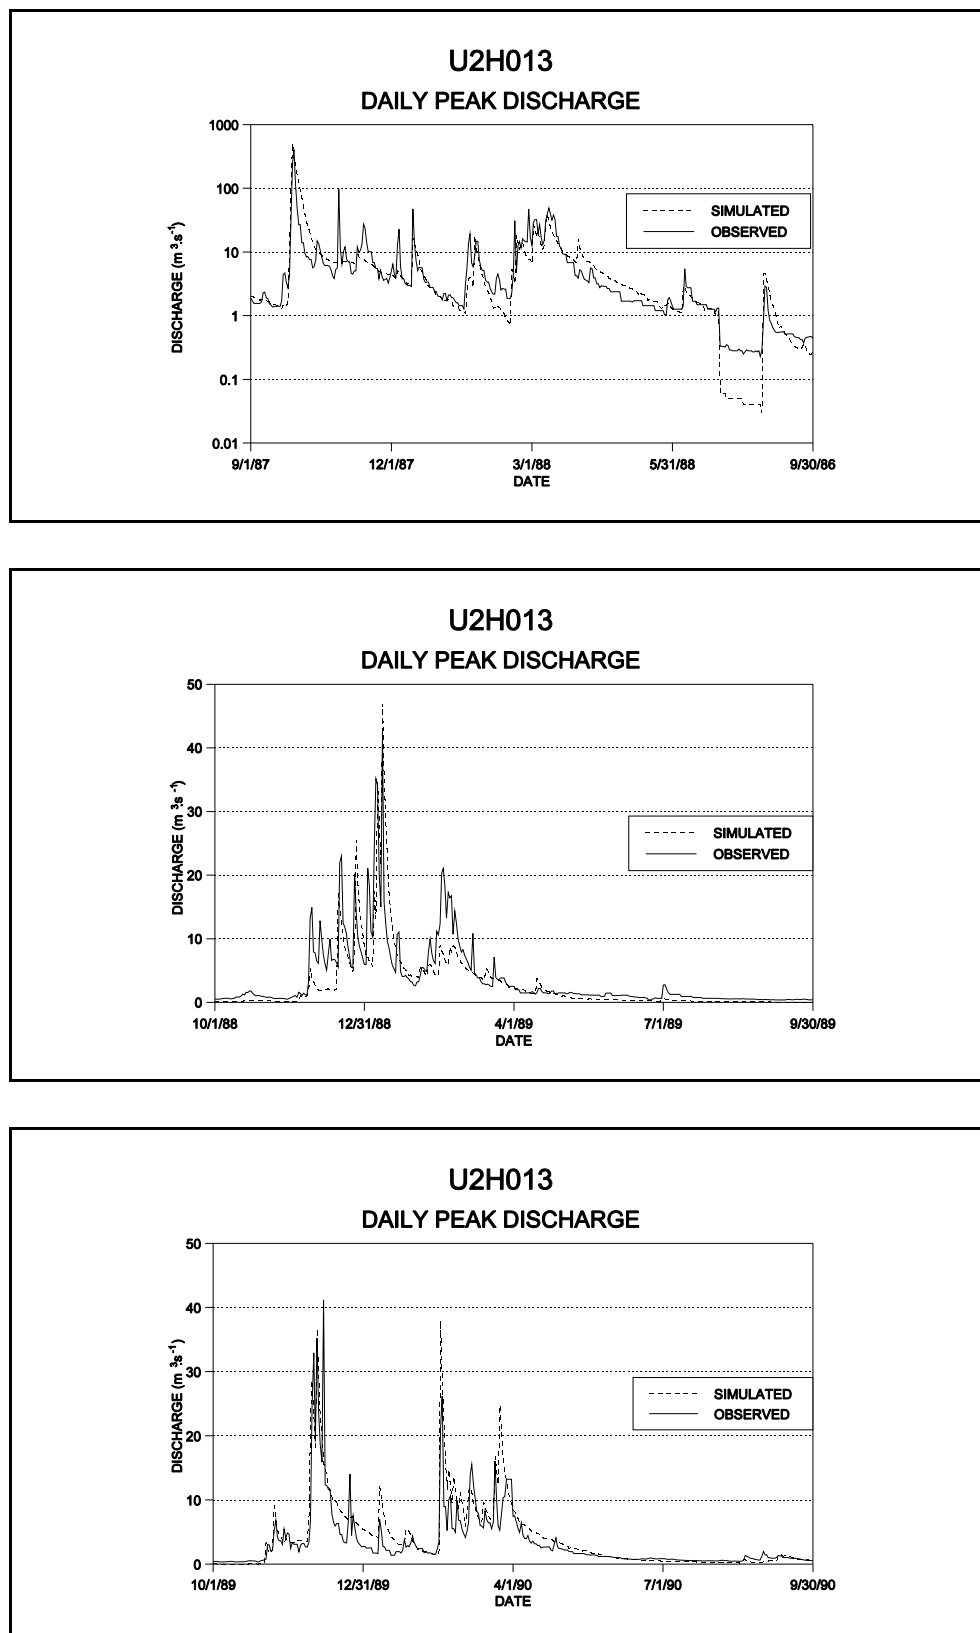 U2H013
DAILY PEAK DISCHARGE
1000
100
10
1
0.1
0.01
DISCHARGE (m³.s⁻¹)
SIMULATED
OBSERVED
9/1/87 12/1/87 3/1/88 5/31/88 9/30/86
DATE
U2H013
DAILY PEAK DISCHARGE
50
40
30
20
10
0
DISCHARGE (m³.s⁻¹)
SIMULATED
OBSERVED
10/1/88 12/31/88 4/1/89 7/1/89 9/30/89
DATE
U2H013
DAILY PEAK DISCHARGE
50
40
30
20
10
0
DISCHARGE (m³.s⁻¹)
SIMULATED
OBSERVED
10/1/89 12/31/89 4/1/90 7/1/90 9/30/90
DATE